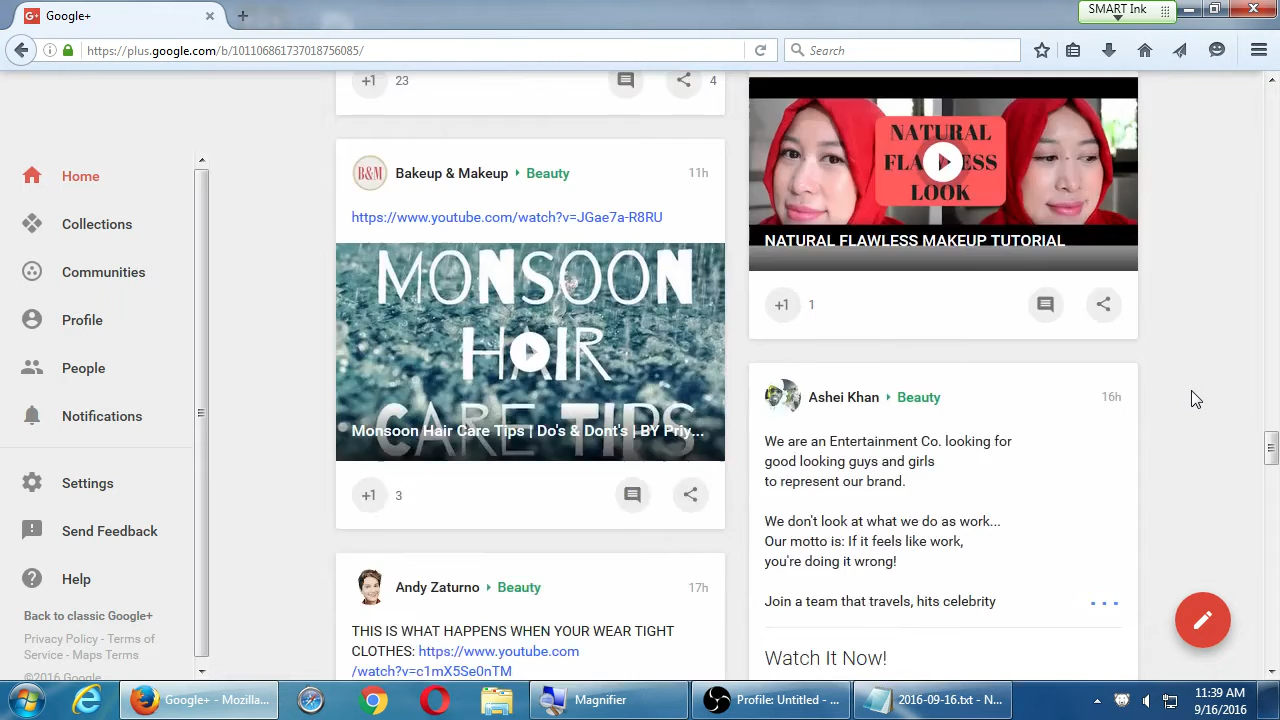 Google+
SMART Ink
https://plus.google.com/b/101106861737018756085/
Search
Home
Collections
Communities
Profile
People
Notifications
Settings
Send Feedback
Help
Back to classic Google+
Privacy Policy - Terms of
Service - Maps Terms
©2016 Google
+1 23
4
B&M
Bakeup & Makeup Beauty 11h
https://www.youtube.com/watch?v=JGae7a-R8RU
MONSOON
HAIR
CARE TIPS
Monsoon Hair Care Tips | Do's & Dont's | BY Priy...
+1 3
Andy Zaturno Beauty 17h
THIS IS WHAT HAPPENS WHEN YOUR WEAR TIGHT
CLOTHES: https://www.youtube.com
/watch?v=c1mX5Se0nTM
NATURAL
FLAWLESS
LOOK
NATURAL FLAWLESS MAKEUP TUTORIAL
+1 1
Ashei Khan Beauty 16h
We are an Entertainment Co. looking for
good looking guys and girls
to represent our brand.
We don't look at what we do as work...
Our motto is: If it feels like work,
you're doing it wrong!
Join a team that travels, hits celebrity
Watch It Now!
Google+ - Mozilla...
Magnifier
Profile: Untitled - ...
2016-09-16.txt - N...
11:39 AM
9/16/2016